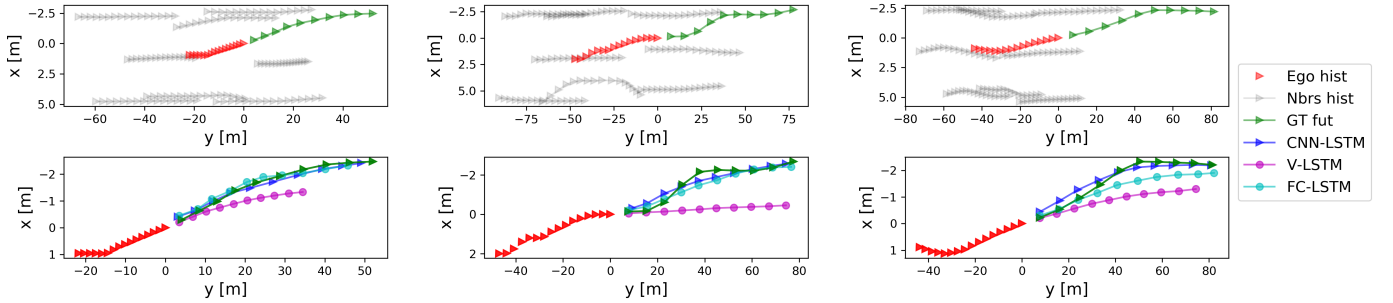 −2.5
0.0
2.5
5.0
x [m]
−60 −40 −20 0 20 40
y [m]
−2.5
0.0
2.5
5.0
x [m]
−75 −50 −25 0 25 50 75
y [m]
−2.5
0.0
2.5
5.0
x [m]
−60 −40 −20 0 20 40 60 80
y [m]
−2
−1
0
1
x [m]
−20 −10 0 10 20 30 40 50
y [m]
−2
0
2
x [m]
−40 −20 0 20 40 60 80
y [m]
−2
−1
0
1
x [m]
−40 −20 0 20 40 60 80
y [m]
Ego hist
Nbrs hist
GT fut
CNN-LSTM
V-LSTM
FC-LSTM